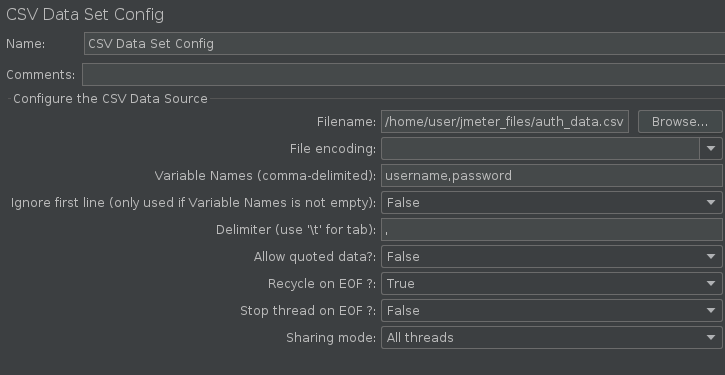 CSV Data Set Config
Name: CSV Data Set Config
Comments:
Configure the CSV Data Source
Filename: /home/user/jmeter_files/auth_data.csv Browse...
File encoding:
Variable Names (comma-delimited): username,password
Ignore first line (only used if Variable Names is not empty): False
Delimiter (use '\t' for tab): ,
Allow quoted data?: False
Recycle on EOF ?: True
Stop thread on EOF ?: False
Sharing mode: All threads